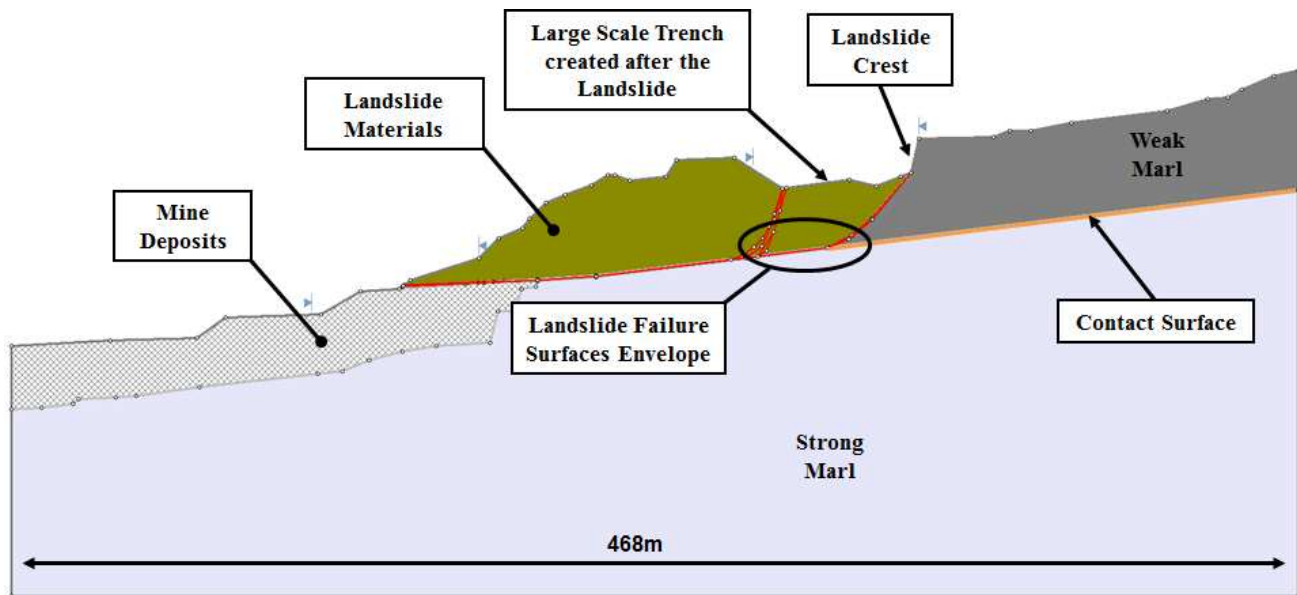 Large Scale Trench
created after the
Landslide
Landslide
Crest
Landslide
Materials
Weak
Marl
Mine
Deposits
Landslide Failure
Surfaces Envelope
Contact Surface
Strong
Marl
468m